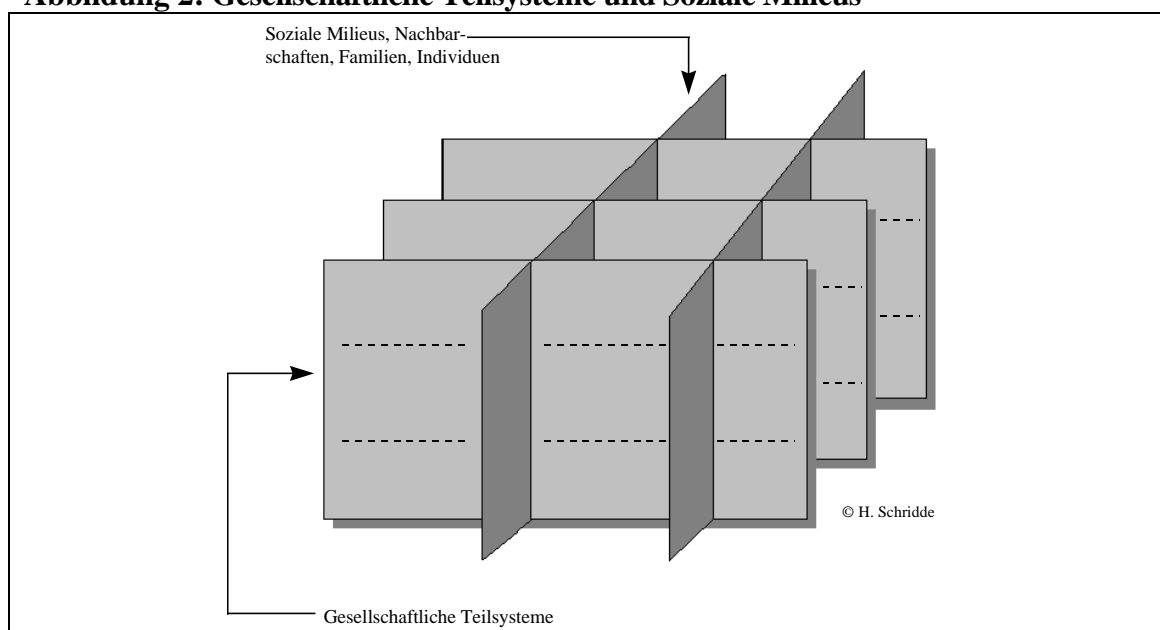 Abbildung 2: Gesellschaftliche Teilsysteme und Soziale Milieus
Soziale Milieus, Nachbar-
schaften, Familien, Individuen
© H. Schridde
Gesellschaftliche Teilsysteme